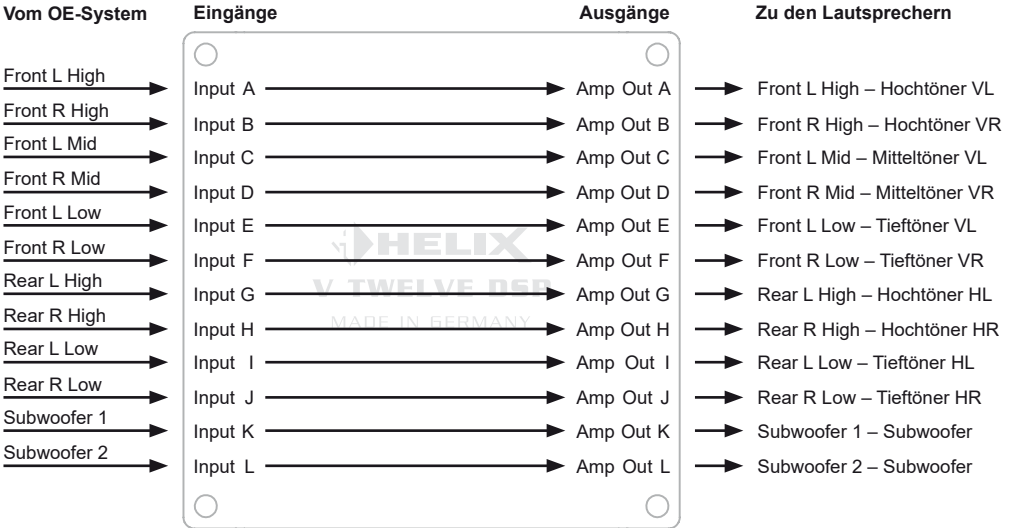 Vom OE-System Eingänge Ausgänge Zu den Lautsprechern
Front L High Input A Amp Out A Front L High – Hochtöner VL
Front R High Input B Amp Out B Front R High – Hochtöner VR
Front L Mid Input C Amp Out C Front L Mid – Mitteltöner VL
Front R Mid Input D Amp Out D Front R Mid – Mitteltöner VR
Front L Low Input E Amp Out E Front L Low – Tieftöner VL
HELIX
Front R Low Input F Amp Out F Front R Low – Tieftöner VR
Rear L High Input G V TWELVE DSP Amp Out G Rear L High – Hochtöner HL
Rear R High Input H MADE IN GERMANY Amp Out H Rear R High – Hochtöner HR
Rear L Low Input I Amp Out I Rear L Low – Tieftöner HL
Rear R Low Input J Amp Out J Rear R Low – Tieftöner HR
Subwoofer 1 Input K Amp Out K Subwoofer 1 – Subwoofer
Subwoofer 2 Input L Amp Out L Subwoofer 2 – Subwoofer